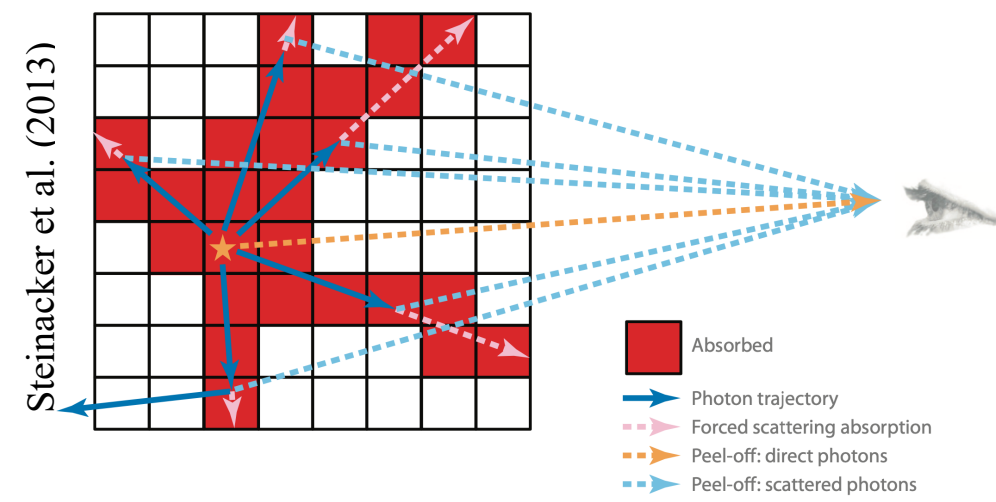 Steinacker et al. (2013)
Absorbed
Photon trajectory
Forced scattering absorption
Peel-off: direct photons
Peel-off: scattered photons